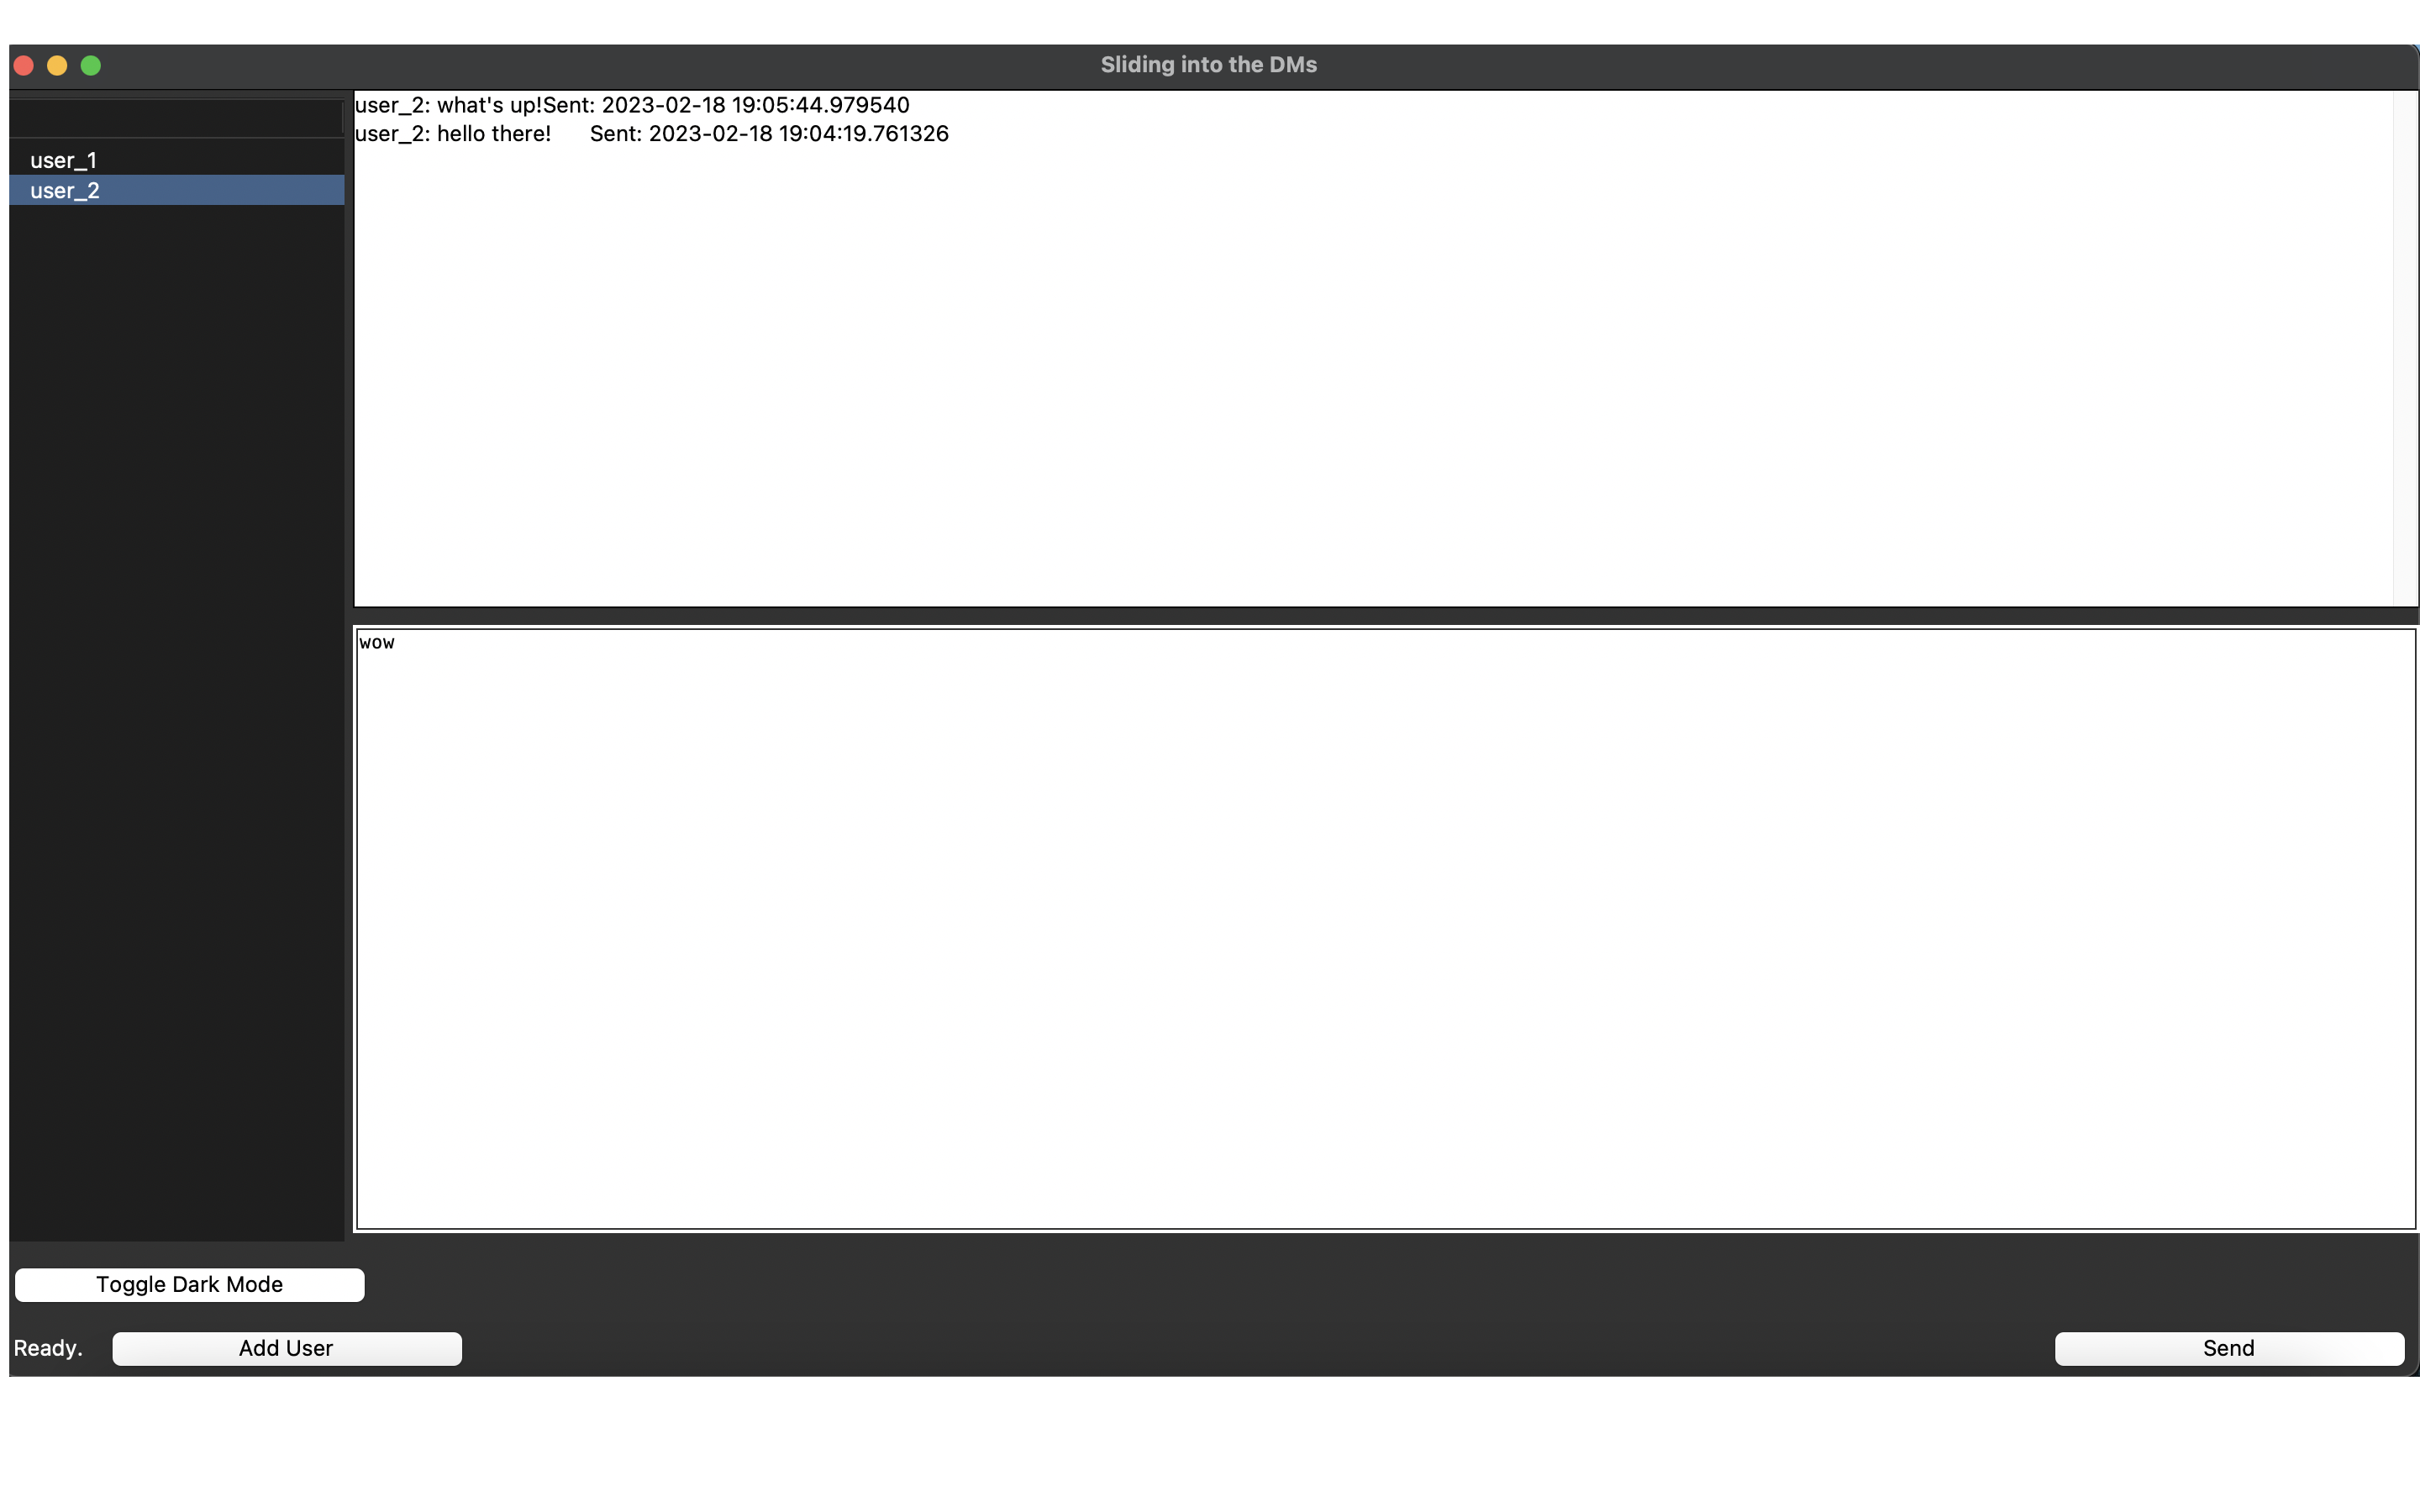 Sliding into the DMs
user_1
user_2
user_2: what's up!Sent: 2023-02-18 19:05:44.979540
user_2: hello there!      Sent: 2023-02-18 19:04:19.761326
wow
Toggle Dark Mode
Ready.
Add User
Send